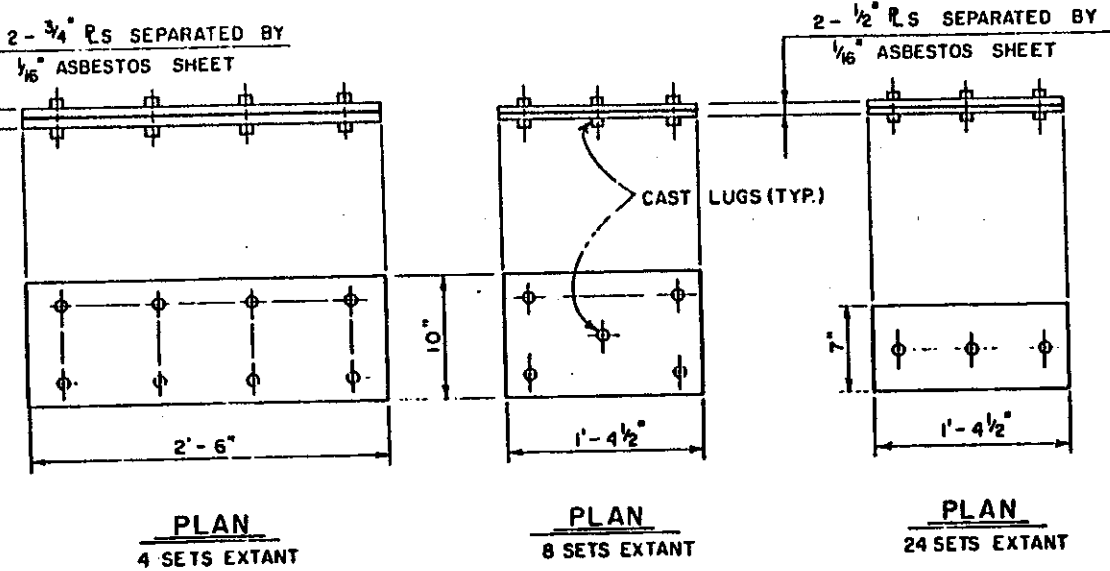 2 - 3/4" ℞S SEPARATED BY
1/16" ASBESTOS SHEET
2 - 1/2" ℞S SEPARATED BY
1/16" ASBESTOS SHEET
CAST LUGS (TYP.)
10"
7"
2'- 6"
1'- 4 1/2"
1'- 4 1/2"
PLAN
4 SETS EXTANT
PLAN
8 SETS EXTANT
PLAN
24 SETS EXTANT